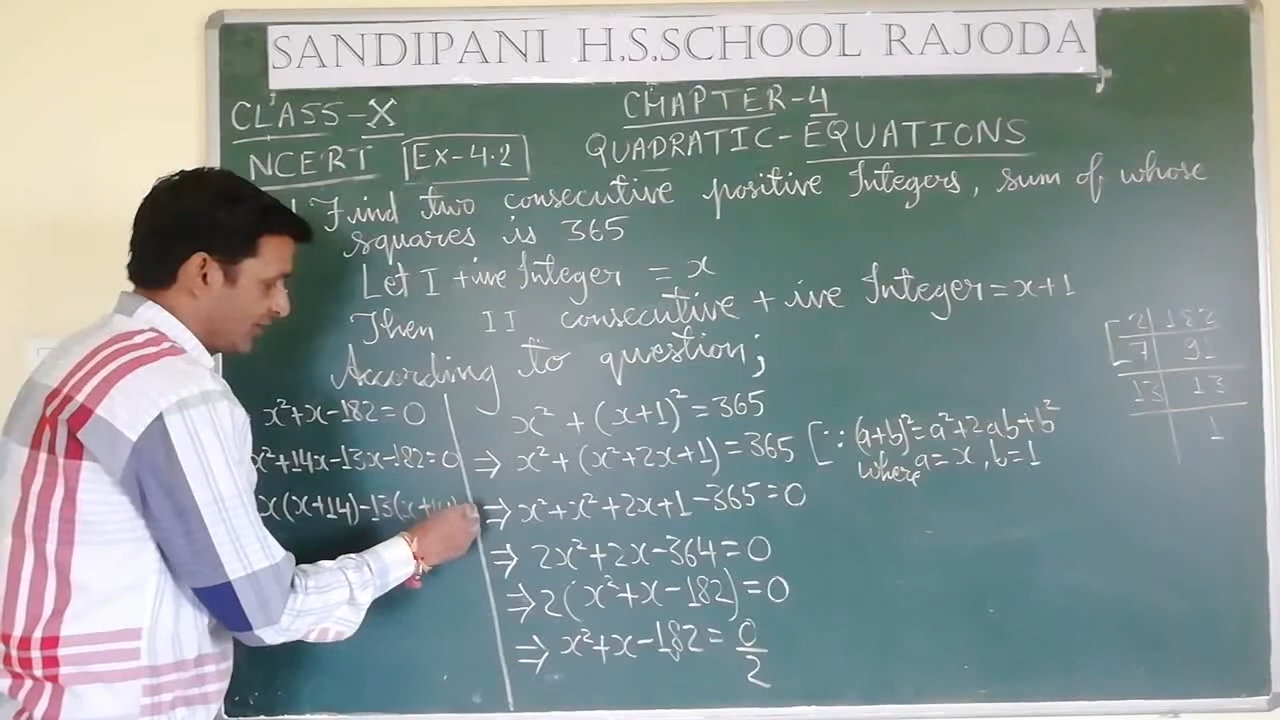 SANDIPANI H.S.SCHOOL RAJODA
CLASS-X
CHAPTER-4
NCERT Ex-4.2
QUADRATIC-EQUATIONS
Find two consecutive positive Integers, sum of whose
squares is 365
Let I +ive Integer = x
Then II consecutive + ive Integer = x+1
According to question;
x²+(x+1)²=365
⇒ x²+(x²+2x+1)=365 [∵ (a+b)²=a²+2ab+b²
where a=x, b=1
⇒ x²+x²+2x+1-365=0
⇒ 2x²+2x-364=0
⇒ 2(x²+x-182)=0
⇒ x²+x-182=0/2
x²+x-182=0
x²+14x-13x-182=0
x(x+14)-13(x+14)
2 182
7 91
13 13
1